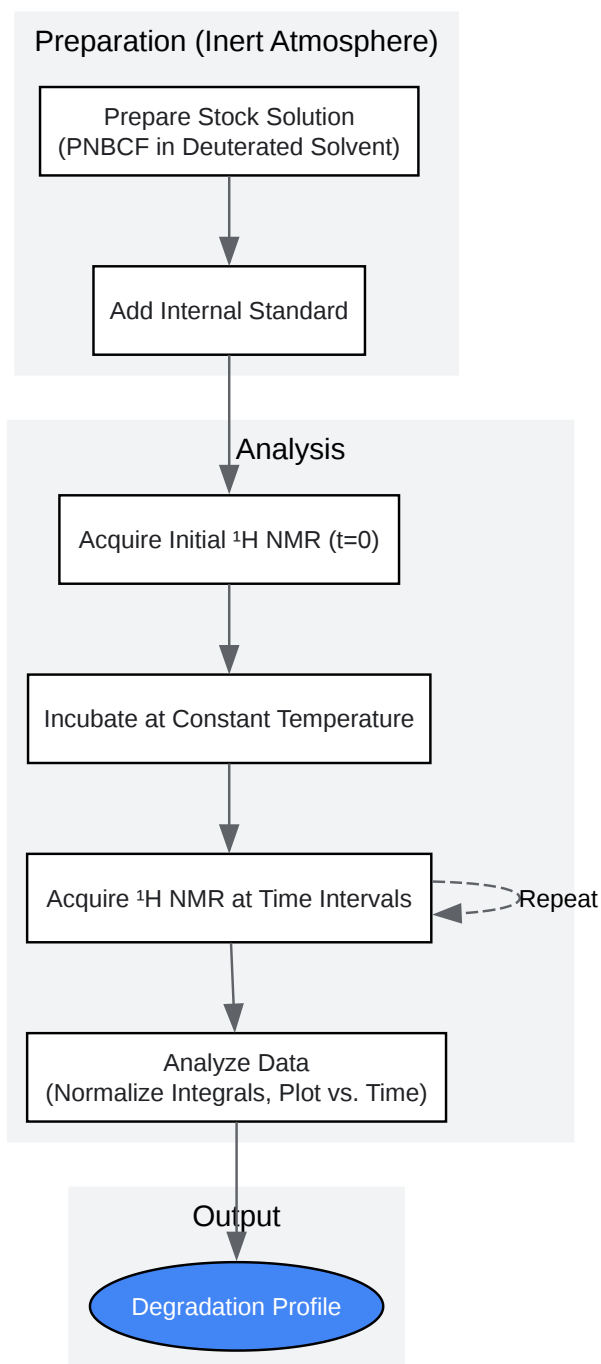 Preparation (Inert Atmosphere)
Prepare Stock Solution
(PNBCF in Deuterated Solvent)
Add Internal Standard
Analysis
Acquire Initial ¹H NMR (t=0)
Incubate at Constant Temperature
Acquire ¹H NMR at Time Intervals
Repeat
Analyze Data
(Normalize Integrals, Plot vs. Time)
Output
Degradation Profile